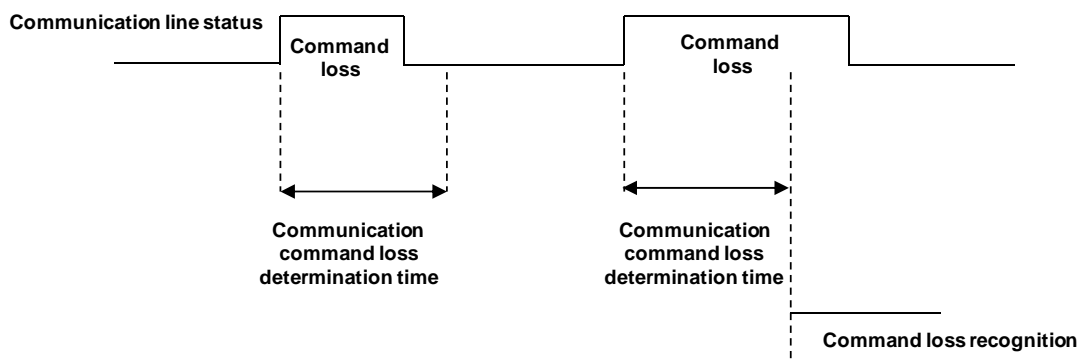 Communication line status
Command
loss
Command
loss
Communication
command loss
determination time
Communication
command loss
determination time
Command loss recognition